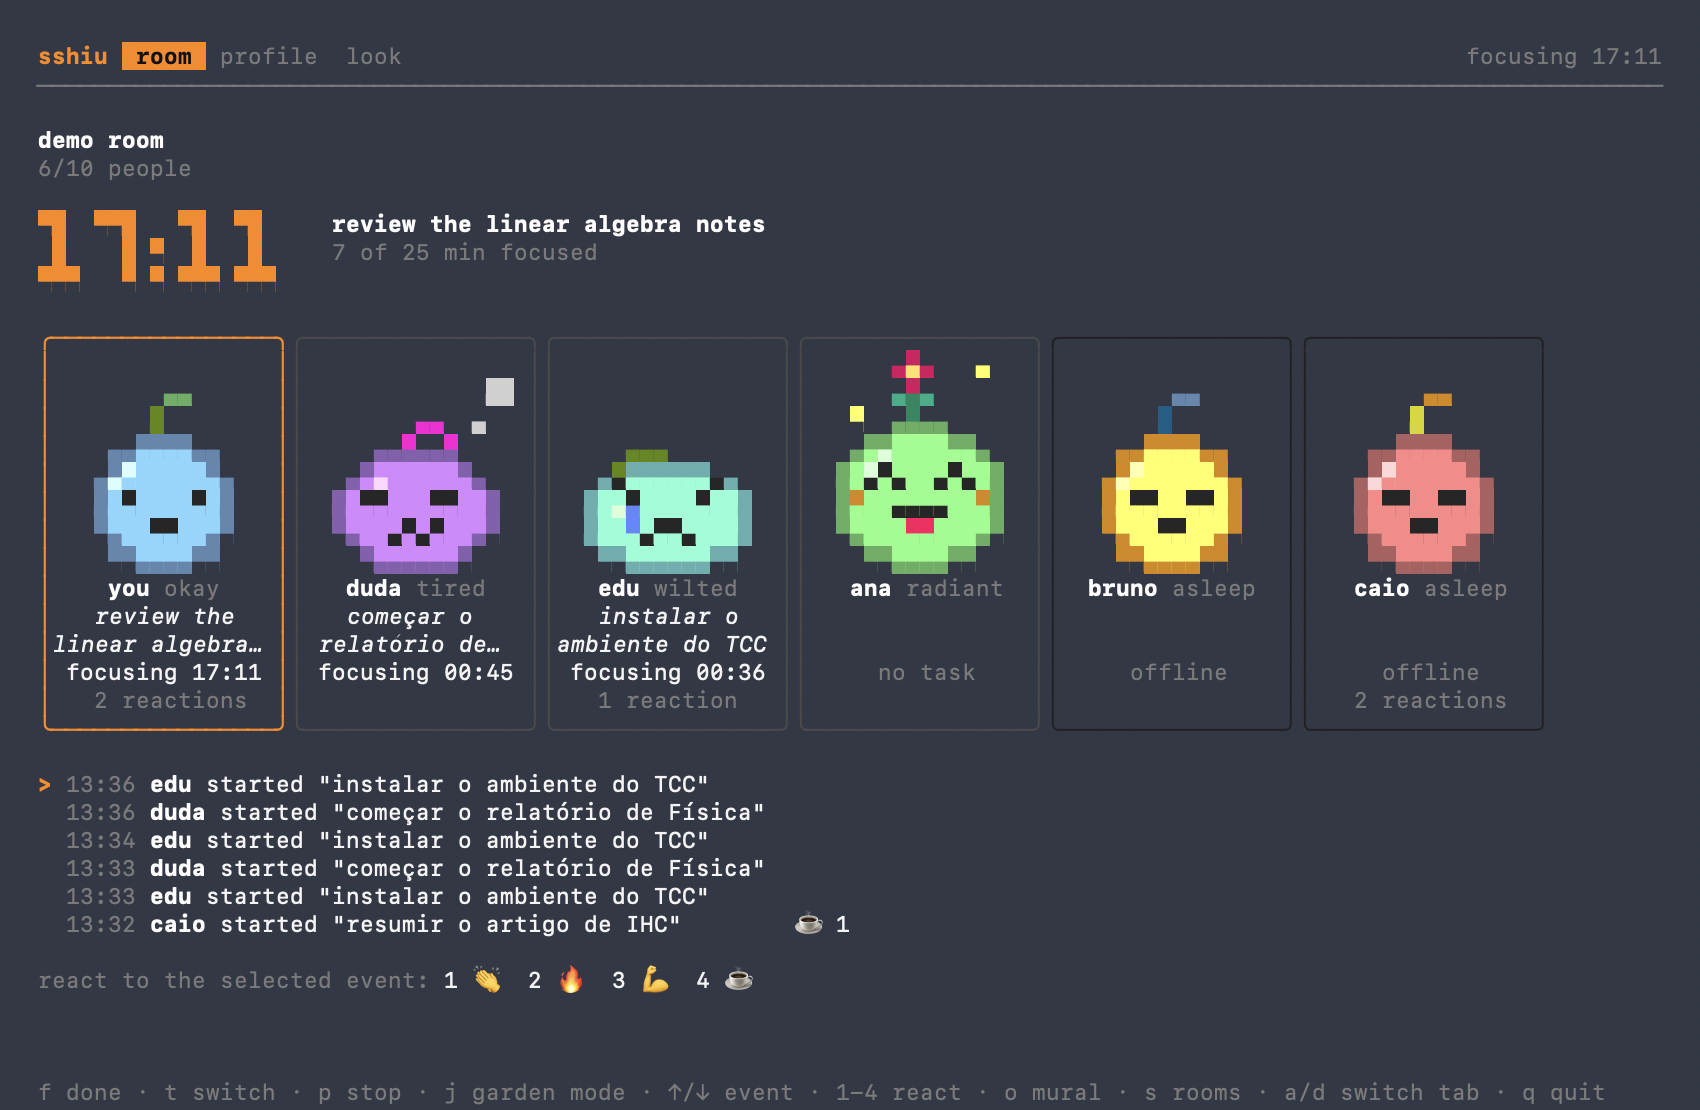 sshiu room profile look focusing 17:11
demo room
6/10 people
17:11
review the linear algebra notes
7 of 25 min focused
you okay
review the
linear algebra…
focusing 17:11
2 reactions
duda tired
começar o
relatório de…
focusing 00:45
edu wilted
instalar o
ambiente do TCC
focusing 00:36
1 reaction
ana radiant
no task
bruno asleep
offline
caio asleep
offline
2 reactions
> 13:36 edu started "instalar o ambiente do TCC"
13:36 duda started "começar o relatório de Física"
13:34 edu started "instalar o ambiente do TCC"
13:33 duda started "começar o relatório de Física"
13:33 edu started "instalar o ambiente do TCC"
13:32 caio started "resumir o artigo de IHC" ☕ 1
react to the selected event: 1 👏 2 🔥 3 💪 4 ☕
f done · t switch · p stop · j garden mode · ↑/↓ event · 1–4 react · o mural · s rooms · a/d switch tab · q quit